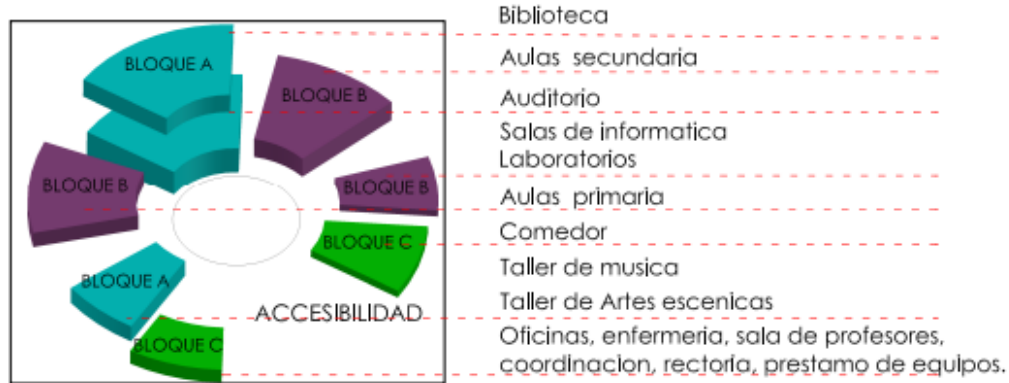 Biblioteca
BLOQUE A
Aulas secundaria
BLOQUE B
Auditorio
Salas de informatica
Laboratorios
BLOQUE B
BLOQUE B
Aulas primaria
Comedor
BLOQUE C
Taller de musica
BLOQUE A
Taller de Artes escenicas
ACCESIBILIDAD
Oficinas, enfermeria, sala de profesores,
BLOQUE C
coordinacion, rectoria, prestamo de equipos.